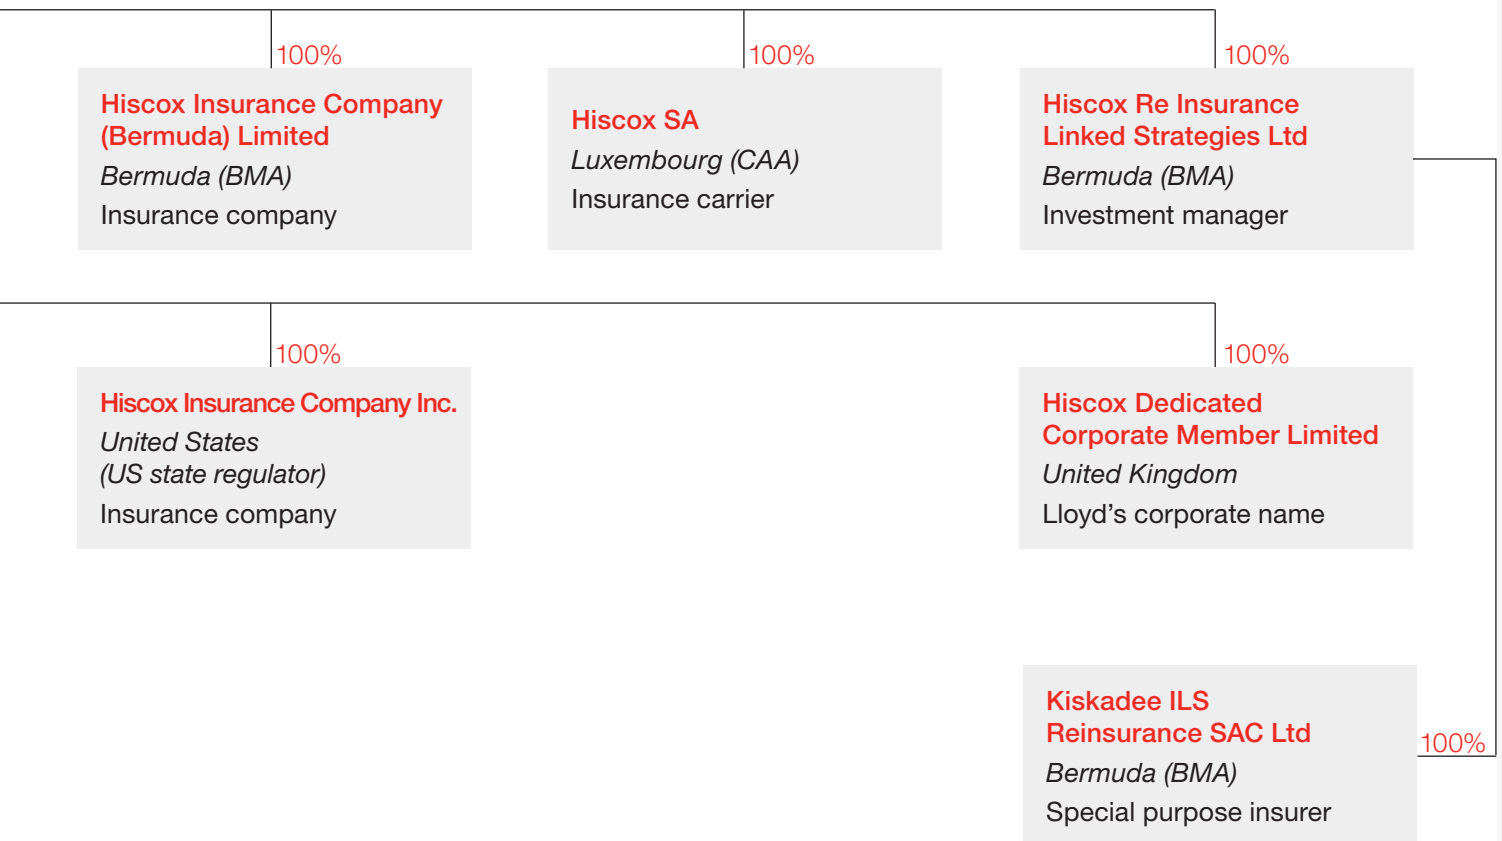 100%
Hiscox Insurance Company
(Bermuda) Limited
Bermuda (BMA)
Insurance company
100%
Hiscox SA
Luxembourg (CAA)
Insurance carrier
100%
Hiscox Re Insurance
Linked Strategies Ltd
Bermuda (BMA)
Investment manager
100%
Hiscox Insurance Company Inc.
United States
(US state regulator)
Insurance company
100%
Hiscox Dedicated
Corporate Member Limited
United Kingdom
Lloyd’s corporate name
Kiskadee ILS
Reinsurance SAC Ltd
Bermuda (BMA)
Special purpose insurer
100%